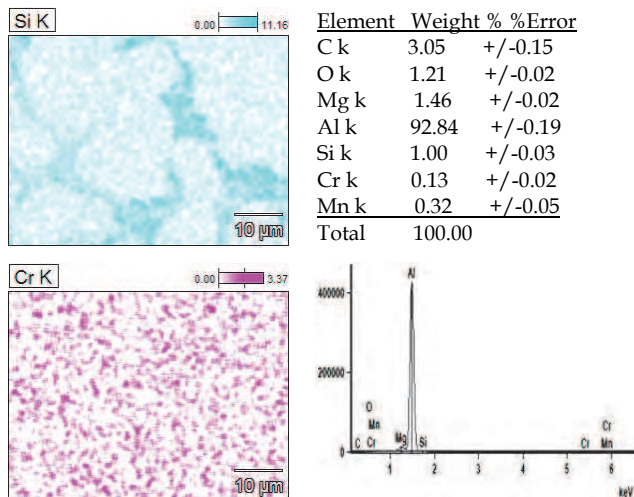 Si K 0.00 11.16
10 µm
Element Weight % %Error
C k 3.05 +/-0.15
O k 1.21 +/-0.02
Mg k 1.46 +/-0.02
Al k 92.84 +/-0.19
Si k 1.00 +/-0.03
Cr k 0.13 +/-0.02
Mn k 0.32 +/-0.05
Total 100.00
Cr K 0.00 3.37
10 µm
Al
400000
200000
O
Mn
C Cr Mg Si
Cr
Cr Mn
0
1 2 3 4 5 6
keV